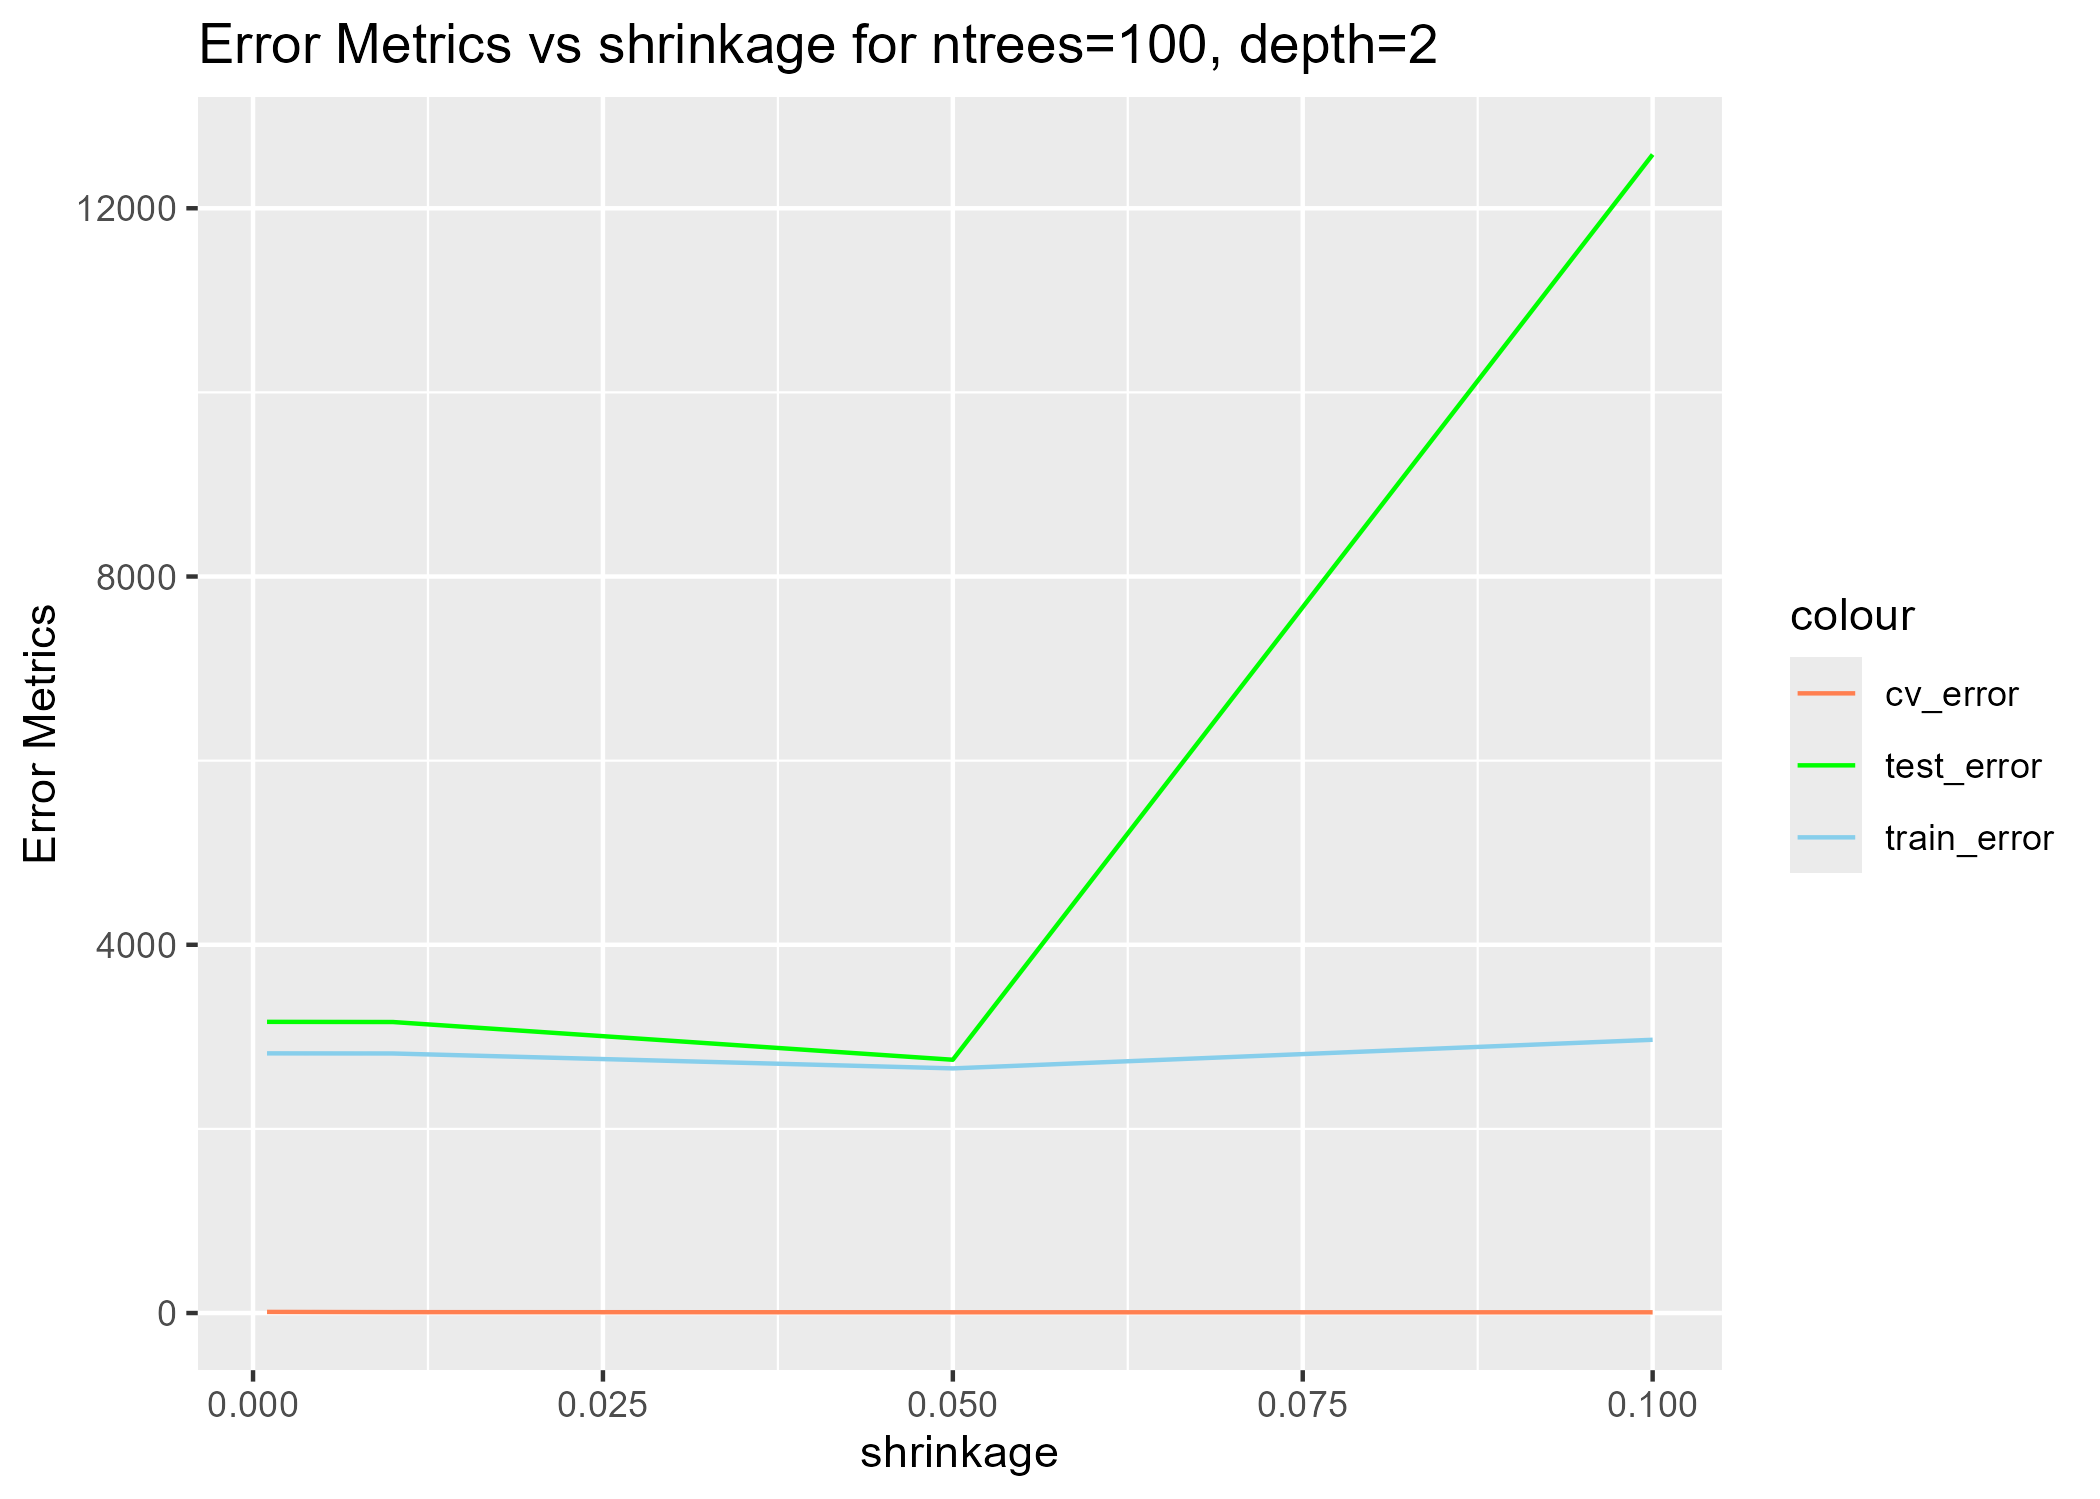 Error Metrics vs shrinkage for ntrees=100, depth=2
12000
8000
4000
0
Error Metrics
0.000 0.025 0.050 0.075 0.100
shrinkage
colour
cv_error
test_error
train_error